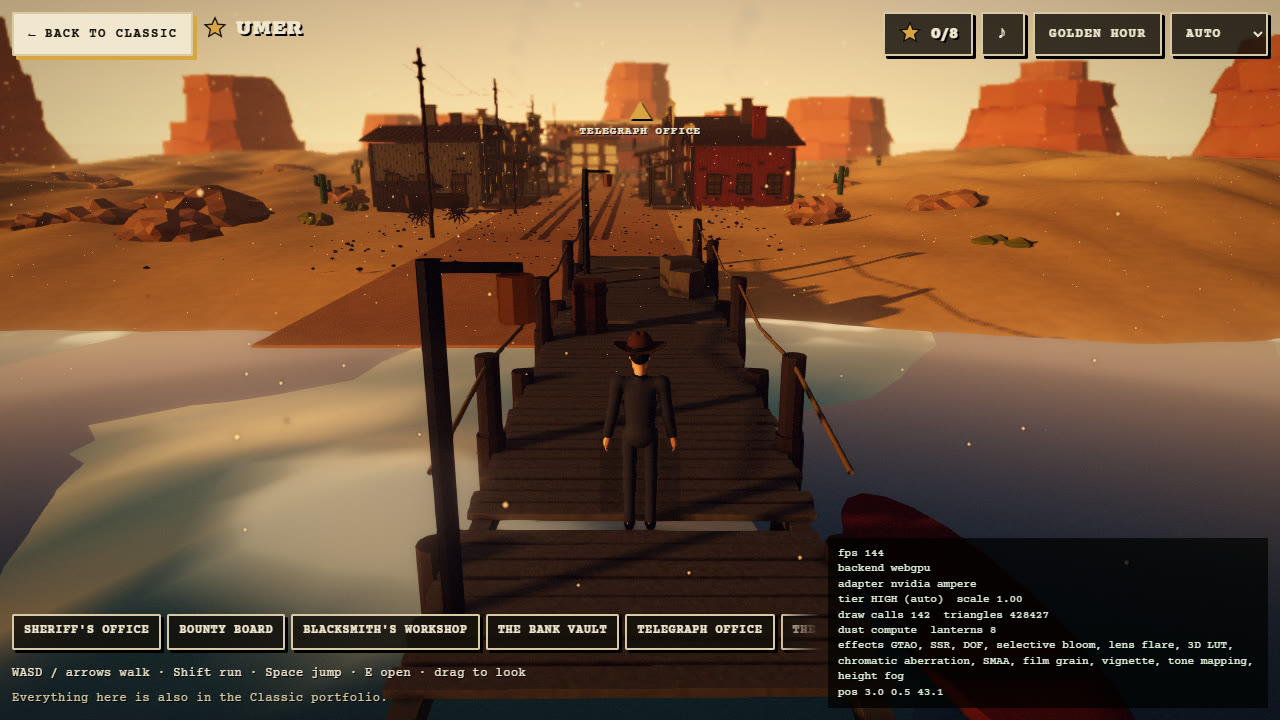 ← BACK TO CLASSIC
UMER
0/8
♪
GOLDEN HOUR
AUTO
TELEGRAPH OFFICE
fps 144
backend webgpu
adapter nvidia ampere
tier HIGH (auto) scale 1.00
draw calls 142 triangles 428427
dust compute lanterns 8
effects GTAO, SSR, DOF, selective bloom, lens flare, 3D LUT,
chromatic aberration, SMAA, film grain, vignette, tone mapping,
height fog
pos 3.0 0.5 43.1
SHERIFF'S OFFICE
BOUNTY BOARD
BLACKSMITH'S WORKSHOP
THE BANK VAULT
TELEGRAPH OFFICE
WASD / arrows walk · Shift run · Space jump · E open · drag to look
Everything here is also in the Classic portfolio.